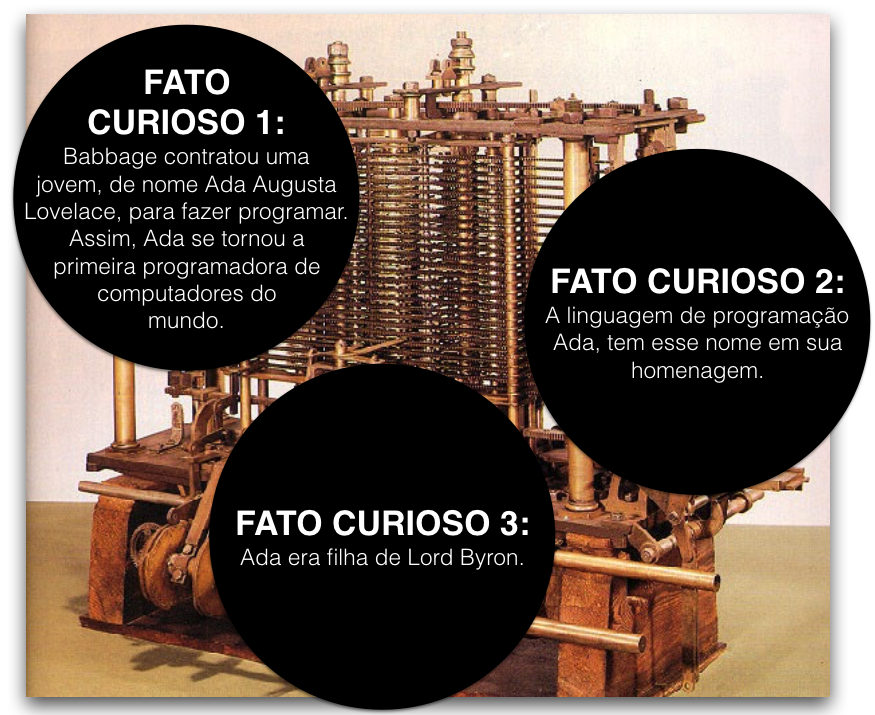 FATO
CURIOSO 1:
Babbage contratou uma
jovem, de nome Ada Augusta
Lovelace, para fazer programar.
Assim, Ada se tornou a
primeira programadora de
computadores do
mundo.
FATO CURIOSO 2:
A linguagem de programação
Ada, tem esse nome em sua
homenagem.
FATO CURIOSO 3:
Ada era filha de Lord Byron.